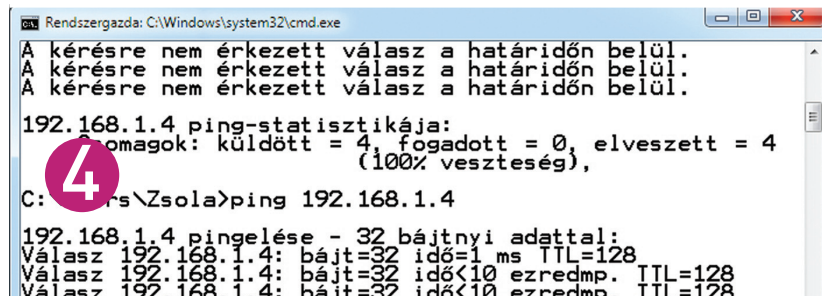 Rendszergazda: C:\Windows\system32\cmd.exe
A kérésre nem érkezett válasz a határidőn belül.
A kérésre nem érkezett válasz a határidőn belül.
A kérésre nem érkezett válasz a határidőn belül.
192.168.1.4 ping-statisztikája:
omagok: küldött = 4, fogadott = 0, elveszett = 4
(100% veszteség),
4
C: rs\Zsola>ping 192.168.1.4
192.168.1.4 pingelése - 32 bájtnyi adattal:
Válasz 192.168.1.4: bájt=32 idő=1 ms TTL=128
Válasz 192.168.1.4: bájt=32 idő<10 ezredmp. TTL=128
Válasz 192.168.1.4: bájt=32 idő<10 ezredmp. TTL=128